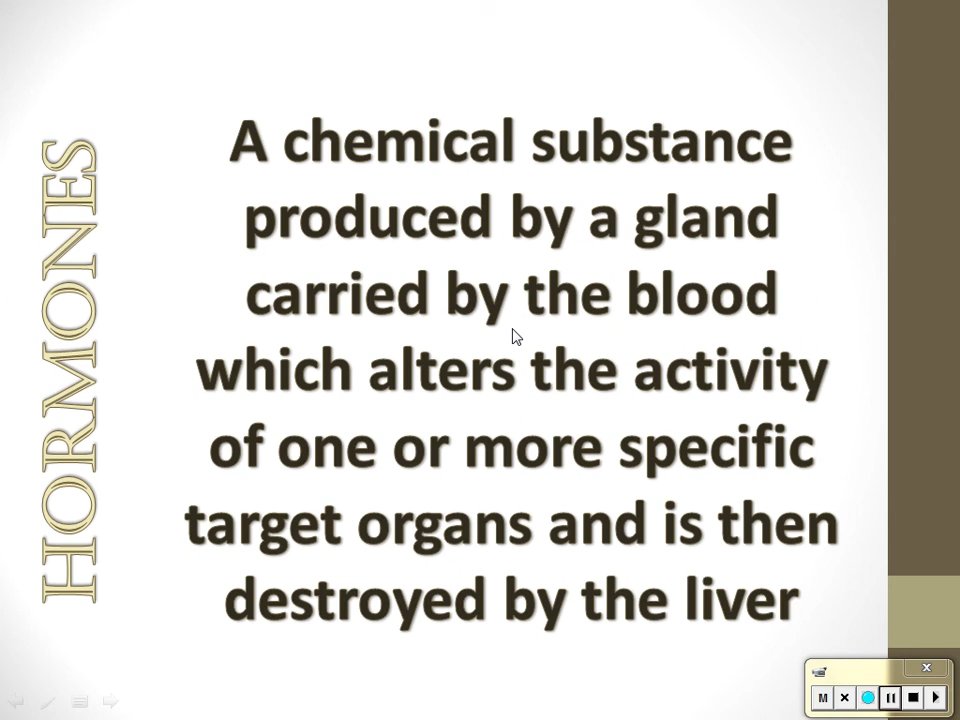 HORMONES
A chemical substance
produced by a gland
carried by the blood
which alters the activity
of one or more specific
target organs and is then
destroyed by the liver
M